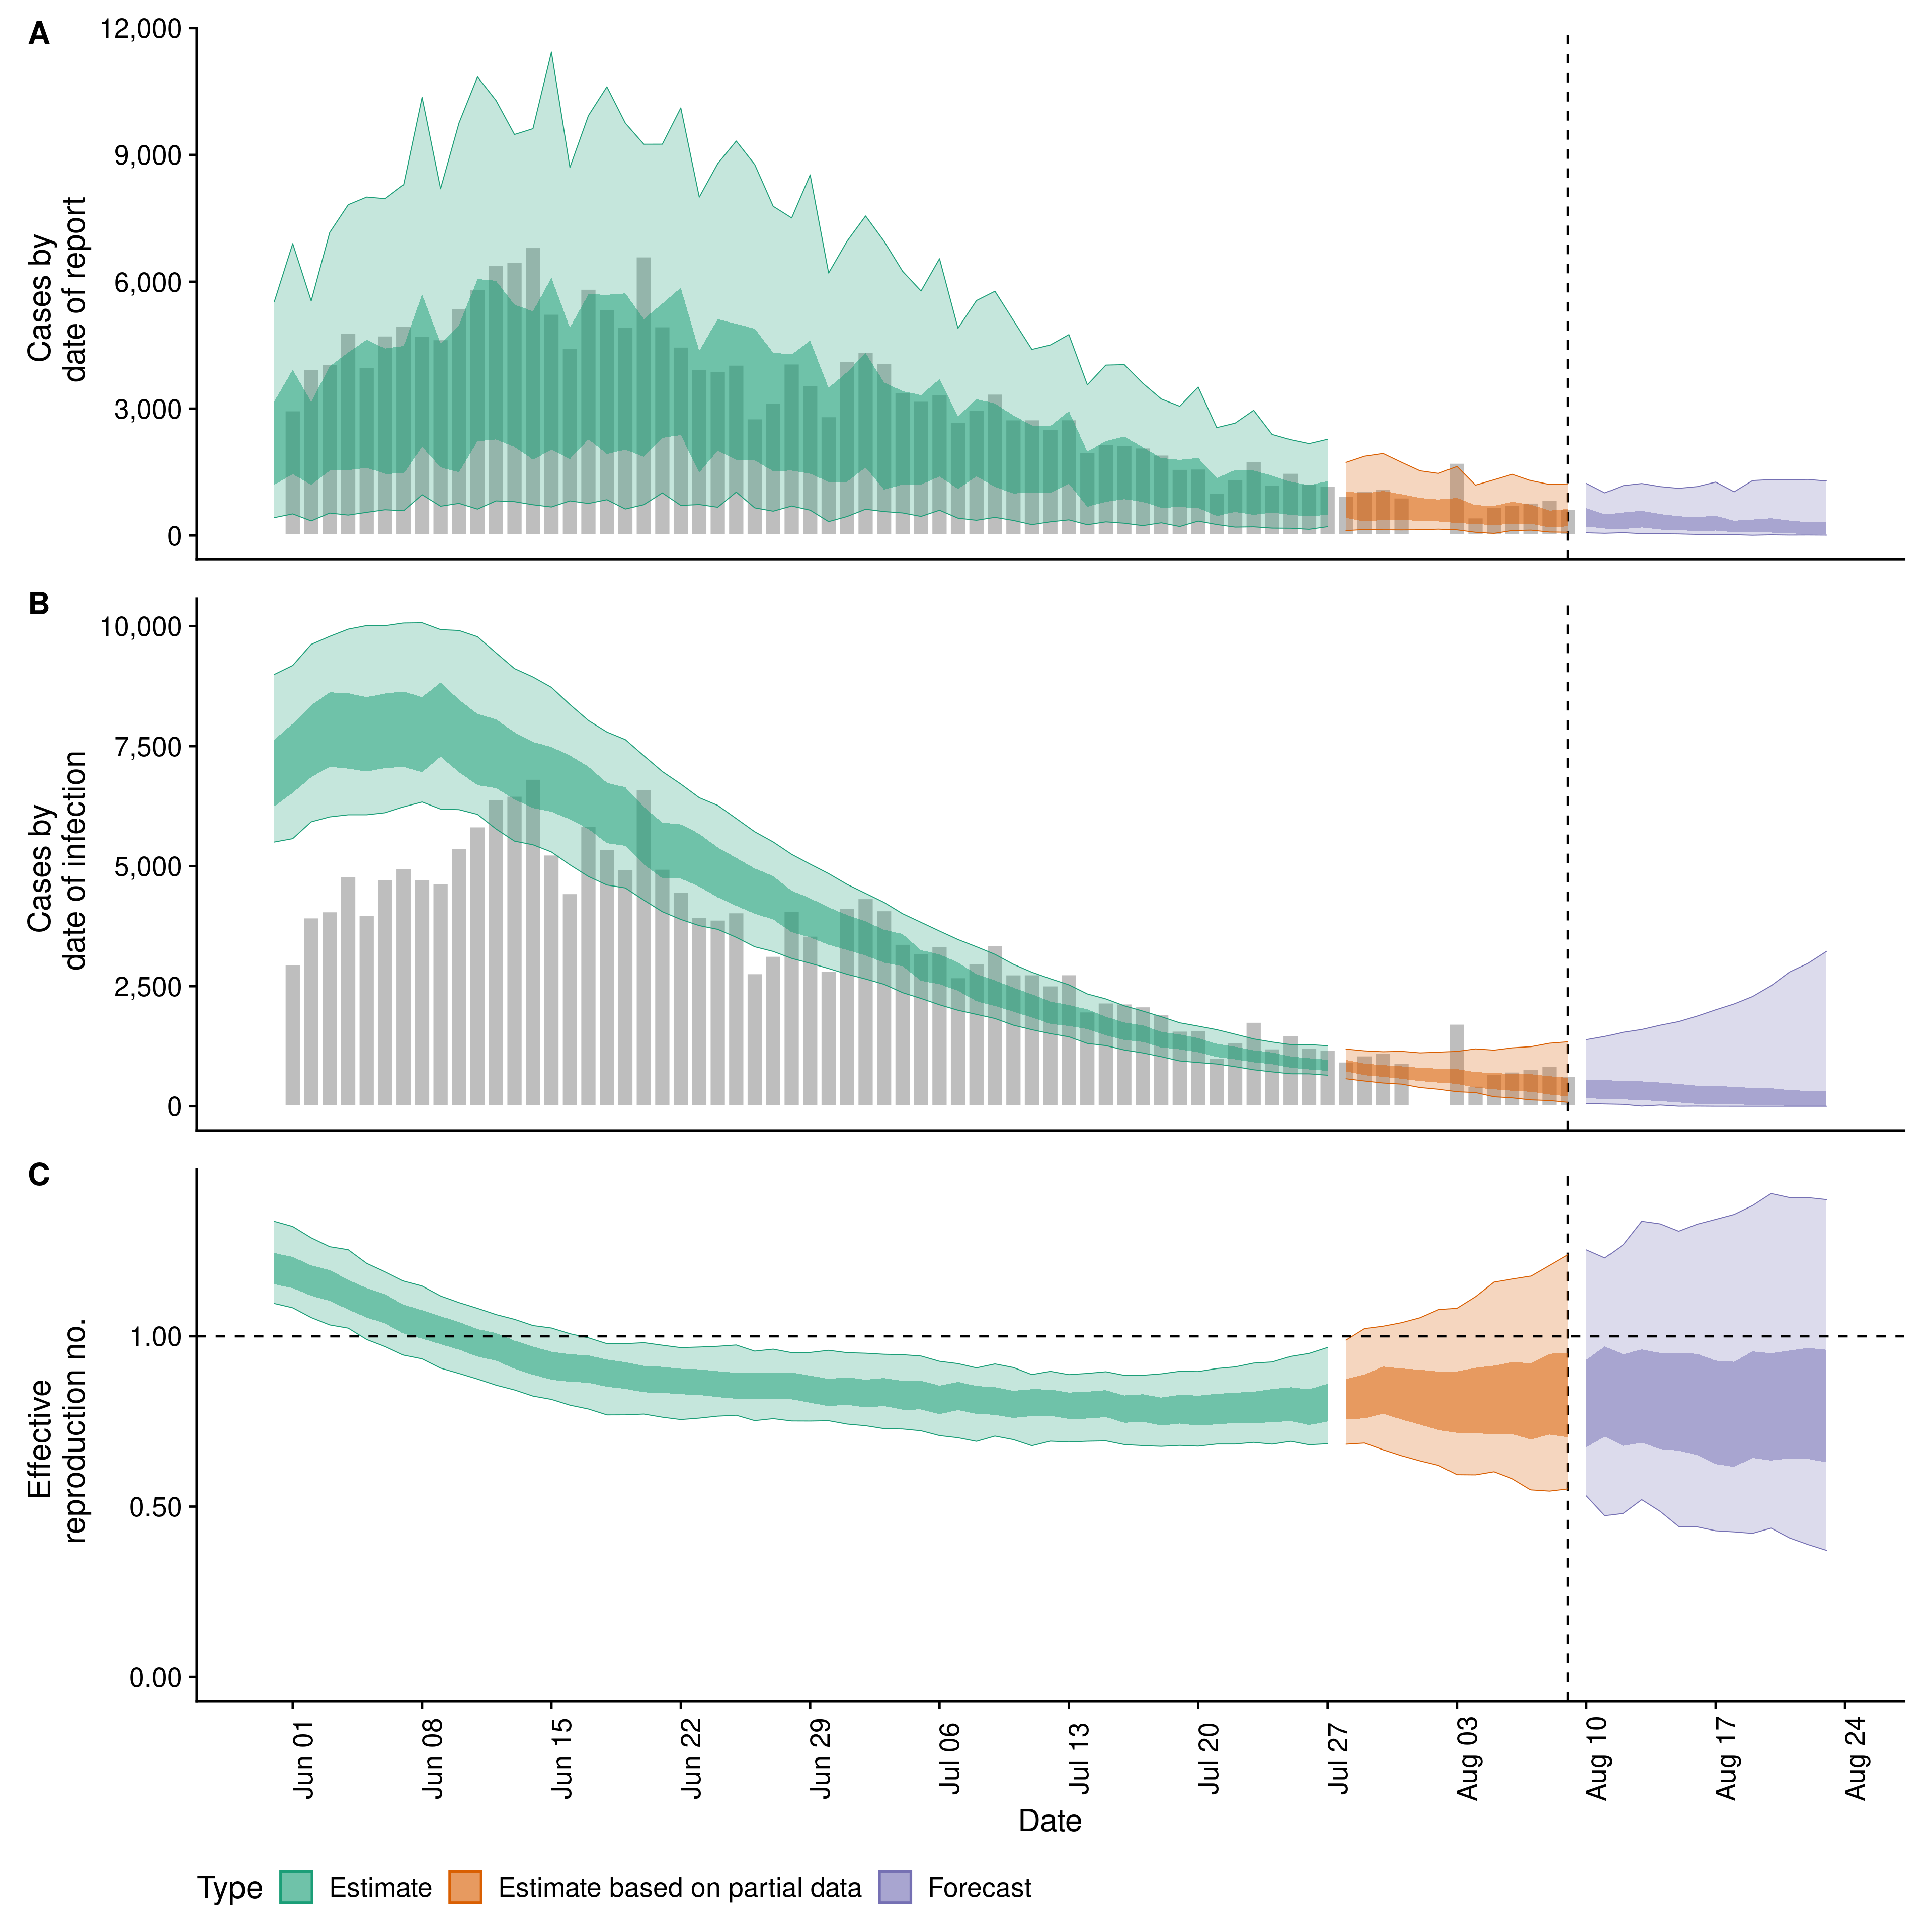 A
12,000
9,000
6,000
3,000
0
Cases by
date of report
B
10,000
7,500
5,000
2,500
0
Cases by
date of infection
C
1.00
0.50
0.00
Effective
reproduction no.
Jun 01
Jun 08
Jun 15
Jun 22
Jun 29
Jul 06
Jul 13
Jul 20
Jul 27
Aug 03
Aug 10
Aug 17
Aug 24
Date
Type Estimate Estimate based on partial data Forecast